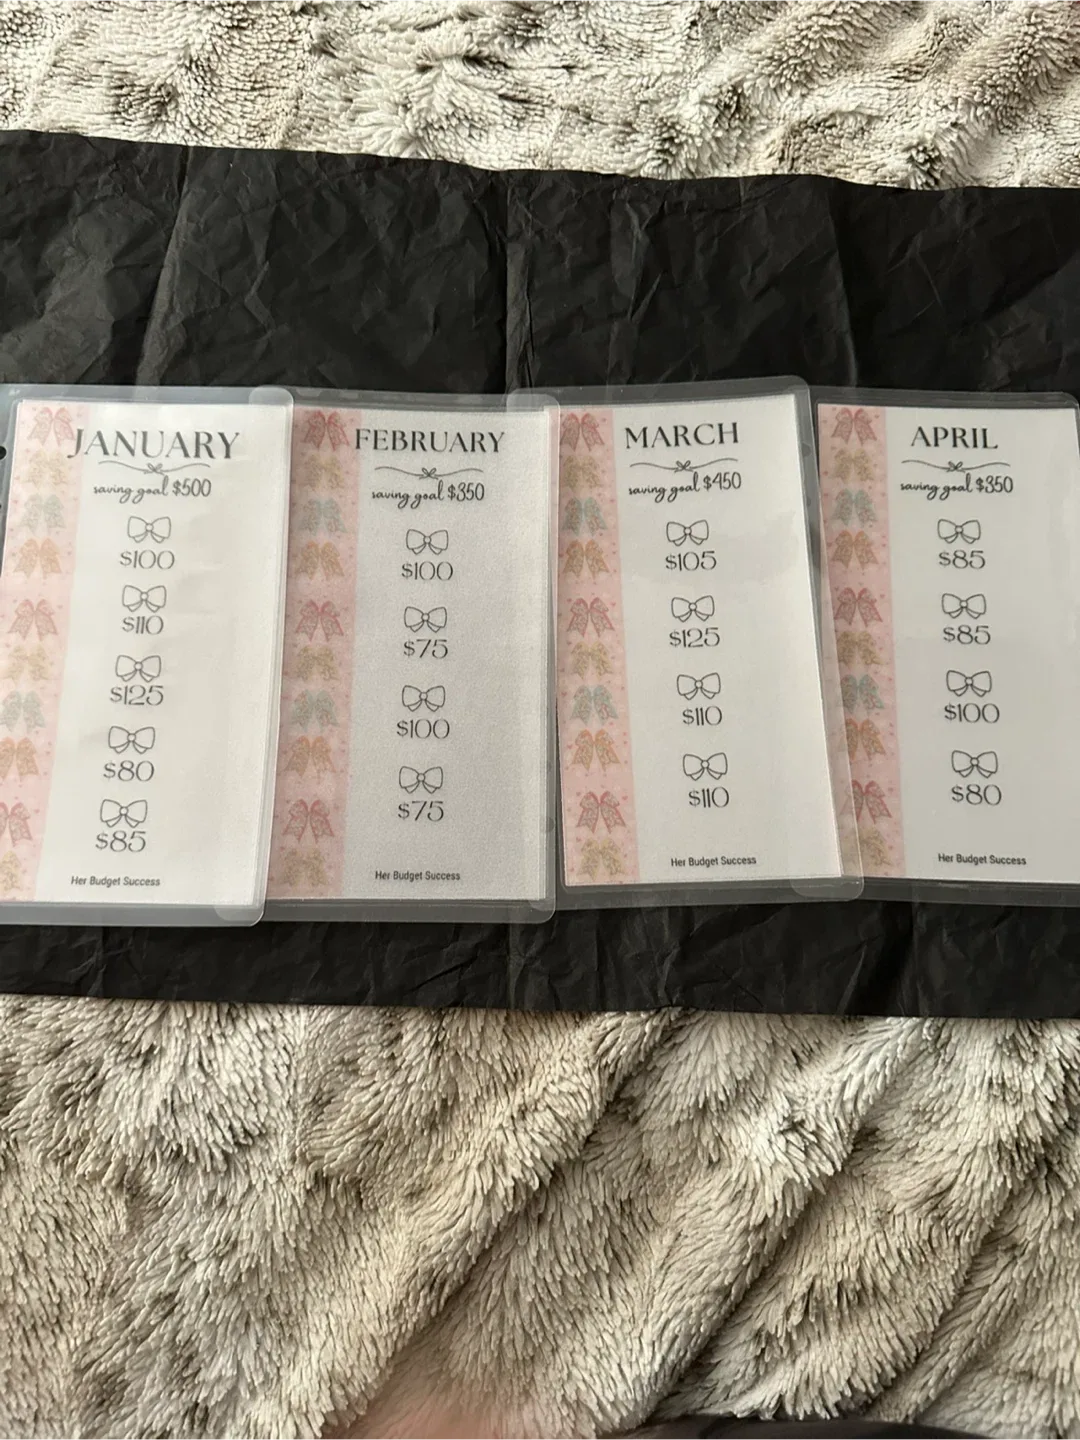 JANUARY
saving goal $500
$100
$110
$125
$80
$85
Her Budget Success
FEBRUARY
saving goal $350
$100
$75
$100
$75
Her Budget Success
MARCH
saving goal $450
$105
$125
$110
$110
Her Budget Success
APRIL
saving goal $350
$85
$85
$100
$80
Her Budget Success